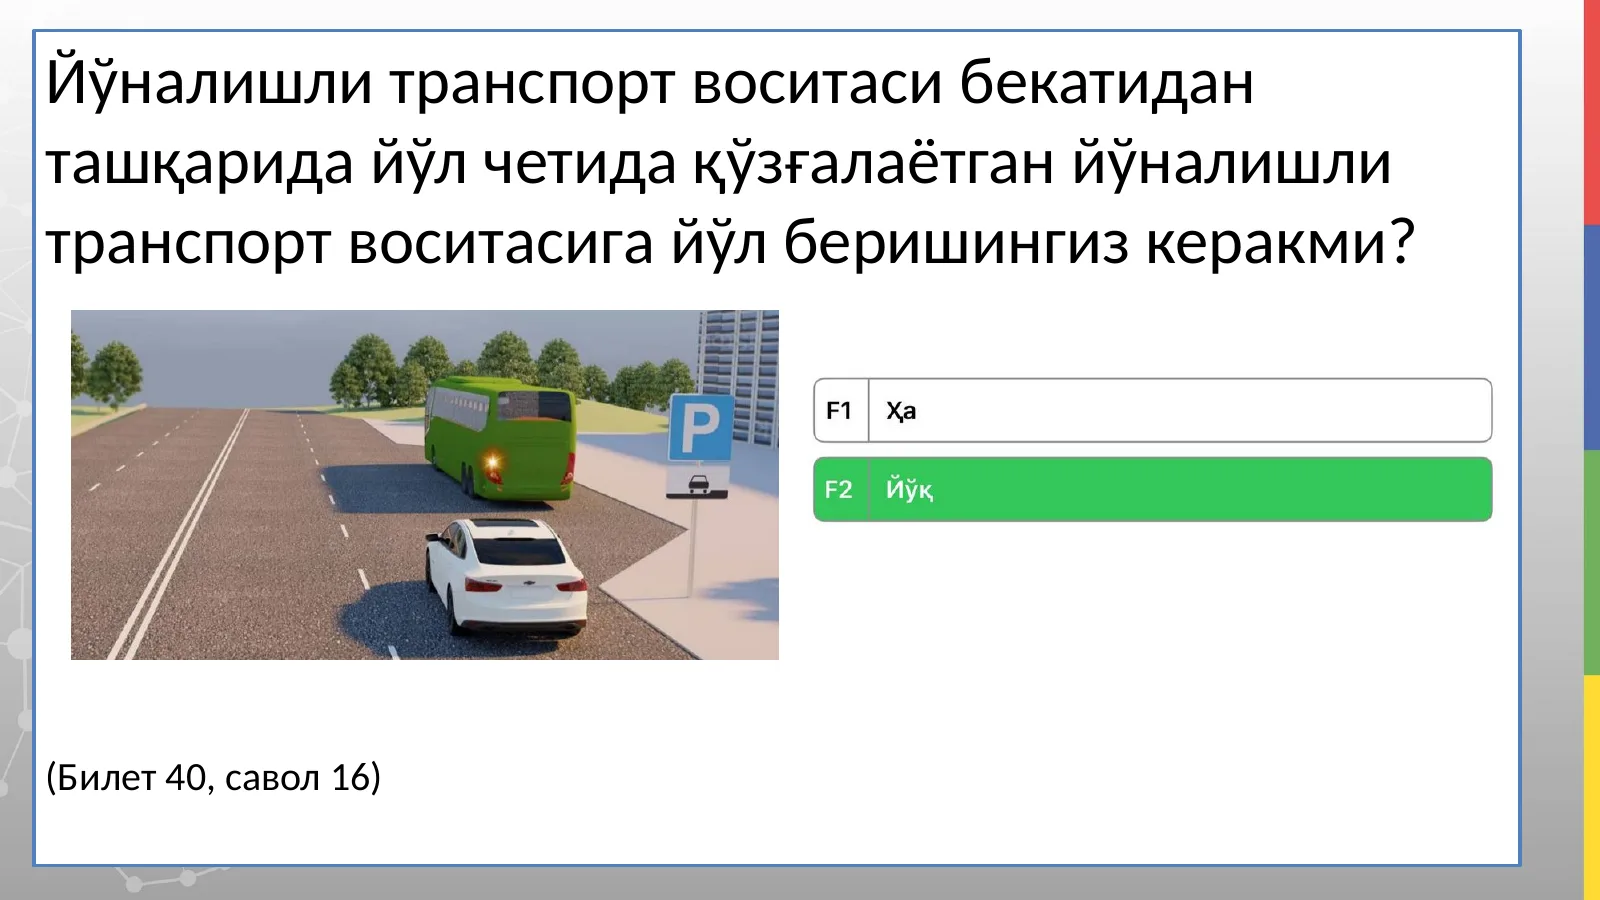 Йўналишли транспорт воситаси бекатидан
ташқарида йўл четида қўзғалаётган йўналишли
транспорт воситасига йўл беришингиз керакми?
P
F1 Ҳа
F2 Йўқ
(Билет 40, савол 16)